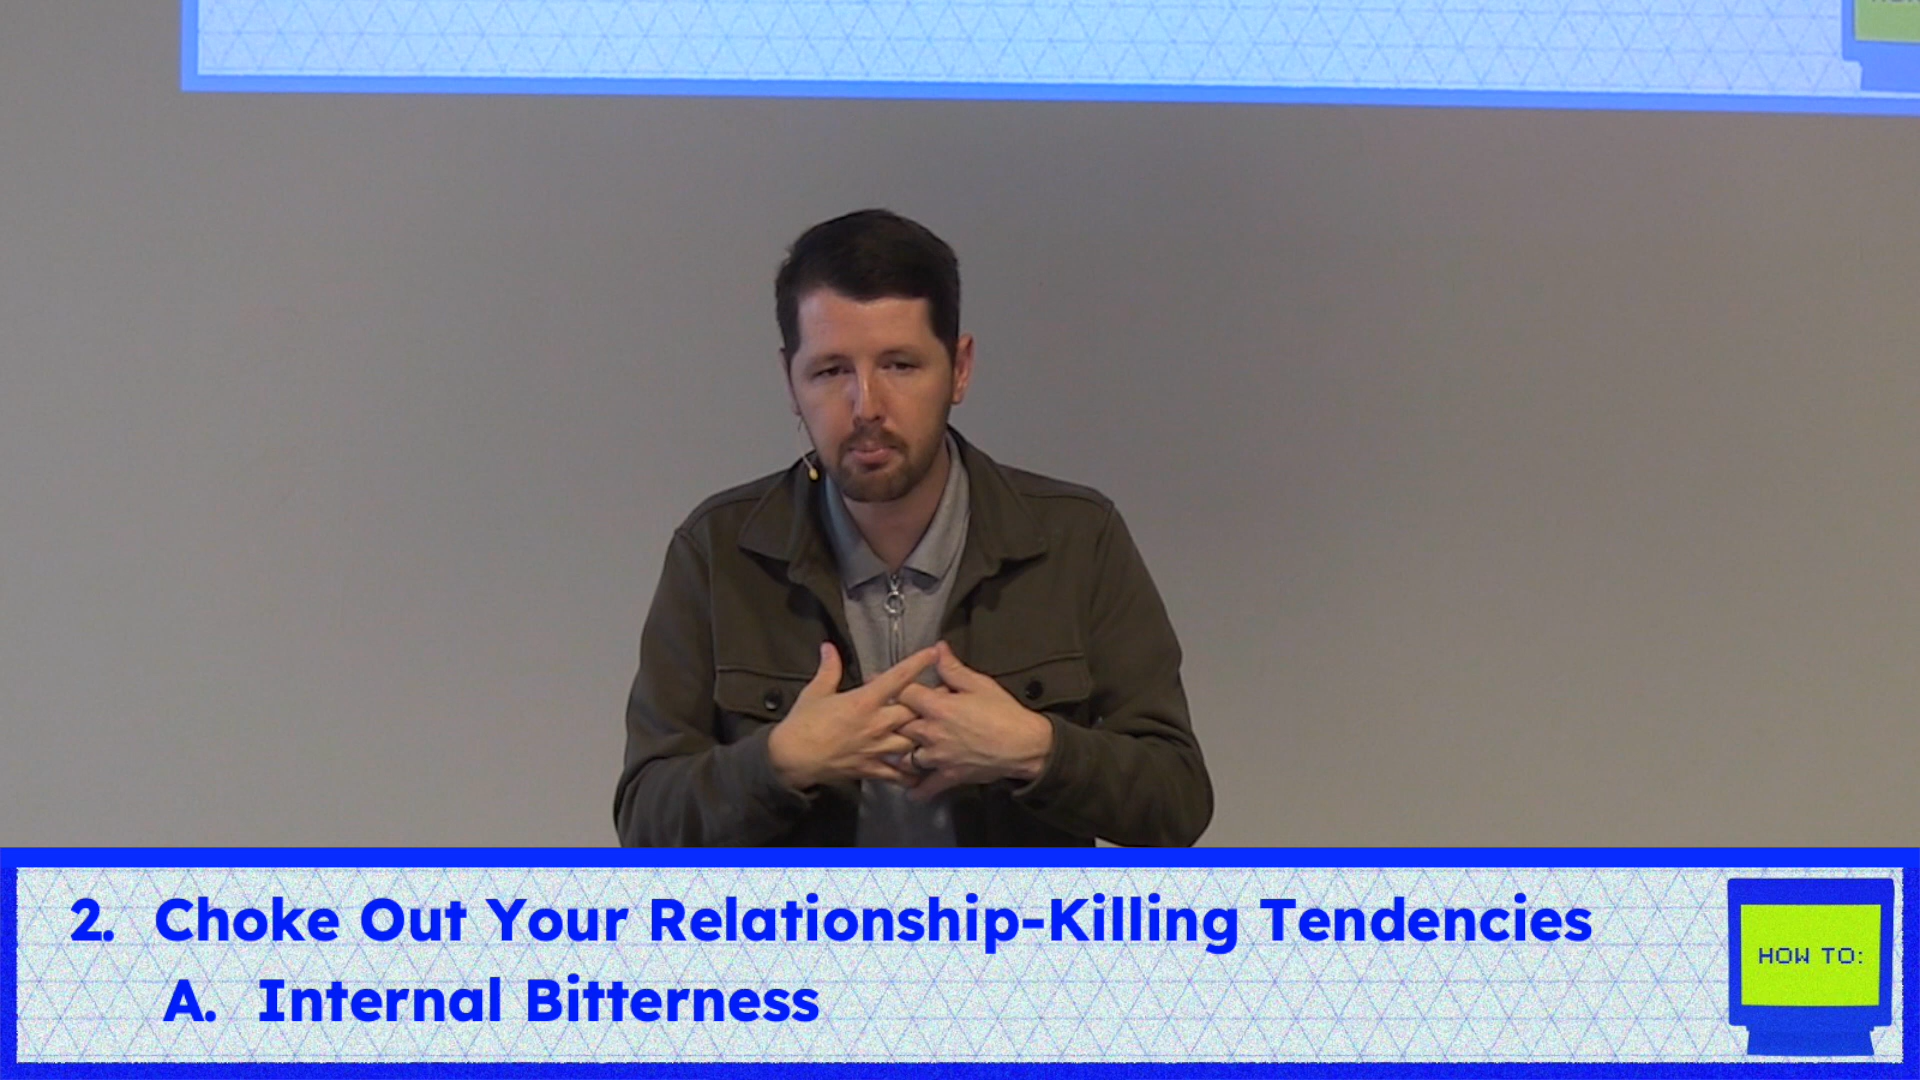 2. Choke Out Your Relationship-Killing Tendencies
A. Internal Bitterness
HOW TO: